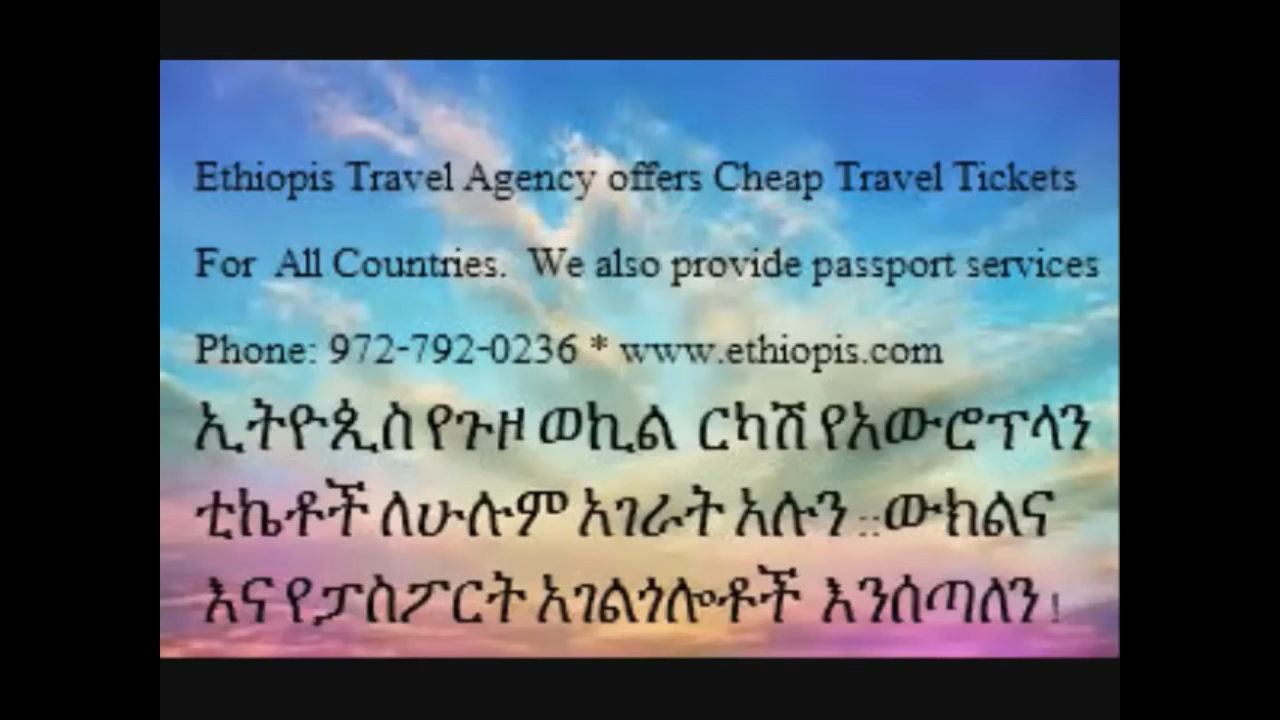 Ethiopis Travel Agency offers Cheap Travel Tickets
For All Countries. We also provide passport services
Phone: 972-792-0236 * www.ethiopis.com
ኢትዮጲስ የጉዞ ወኪል ርካሽ የአውሮፕላን
ቲኬቶች ለሁሉም አገራት አሉን ::ውክልና
እና የፓስፖርት አገልጎሎቶች እንሰጣለን!